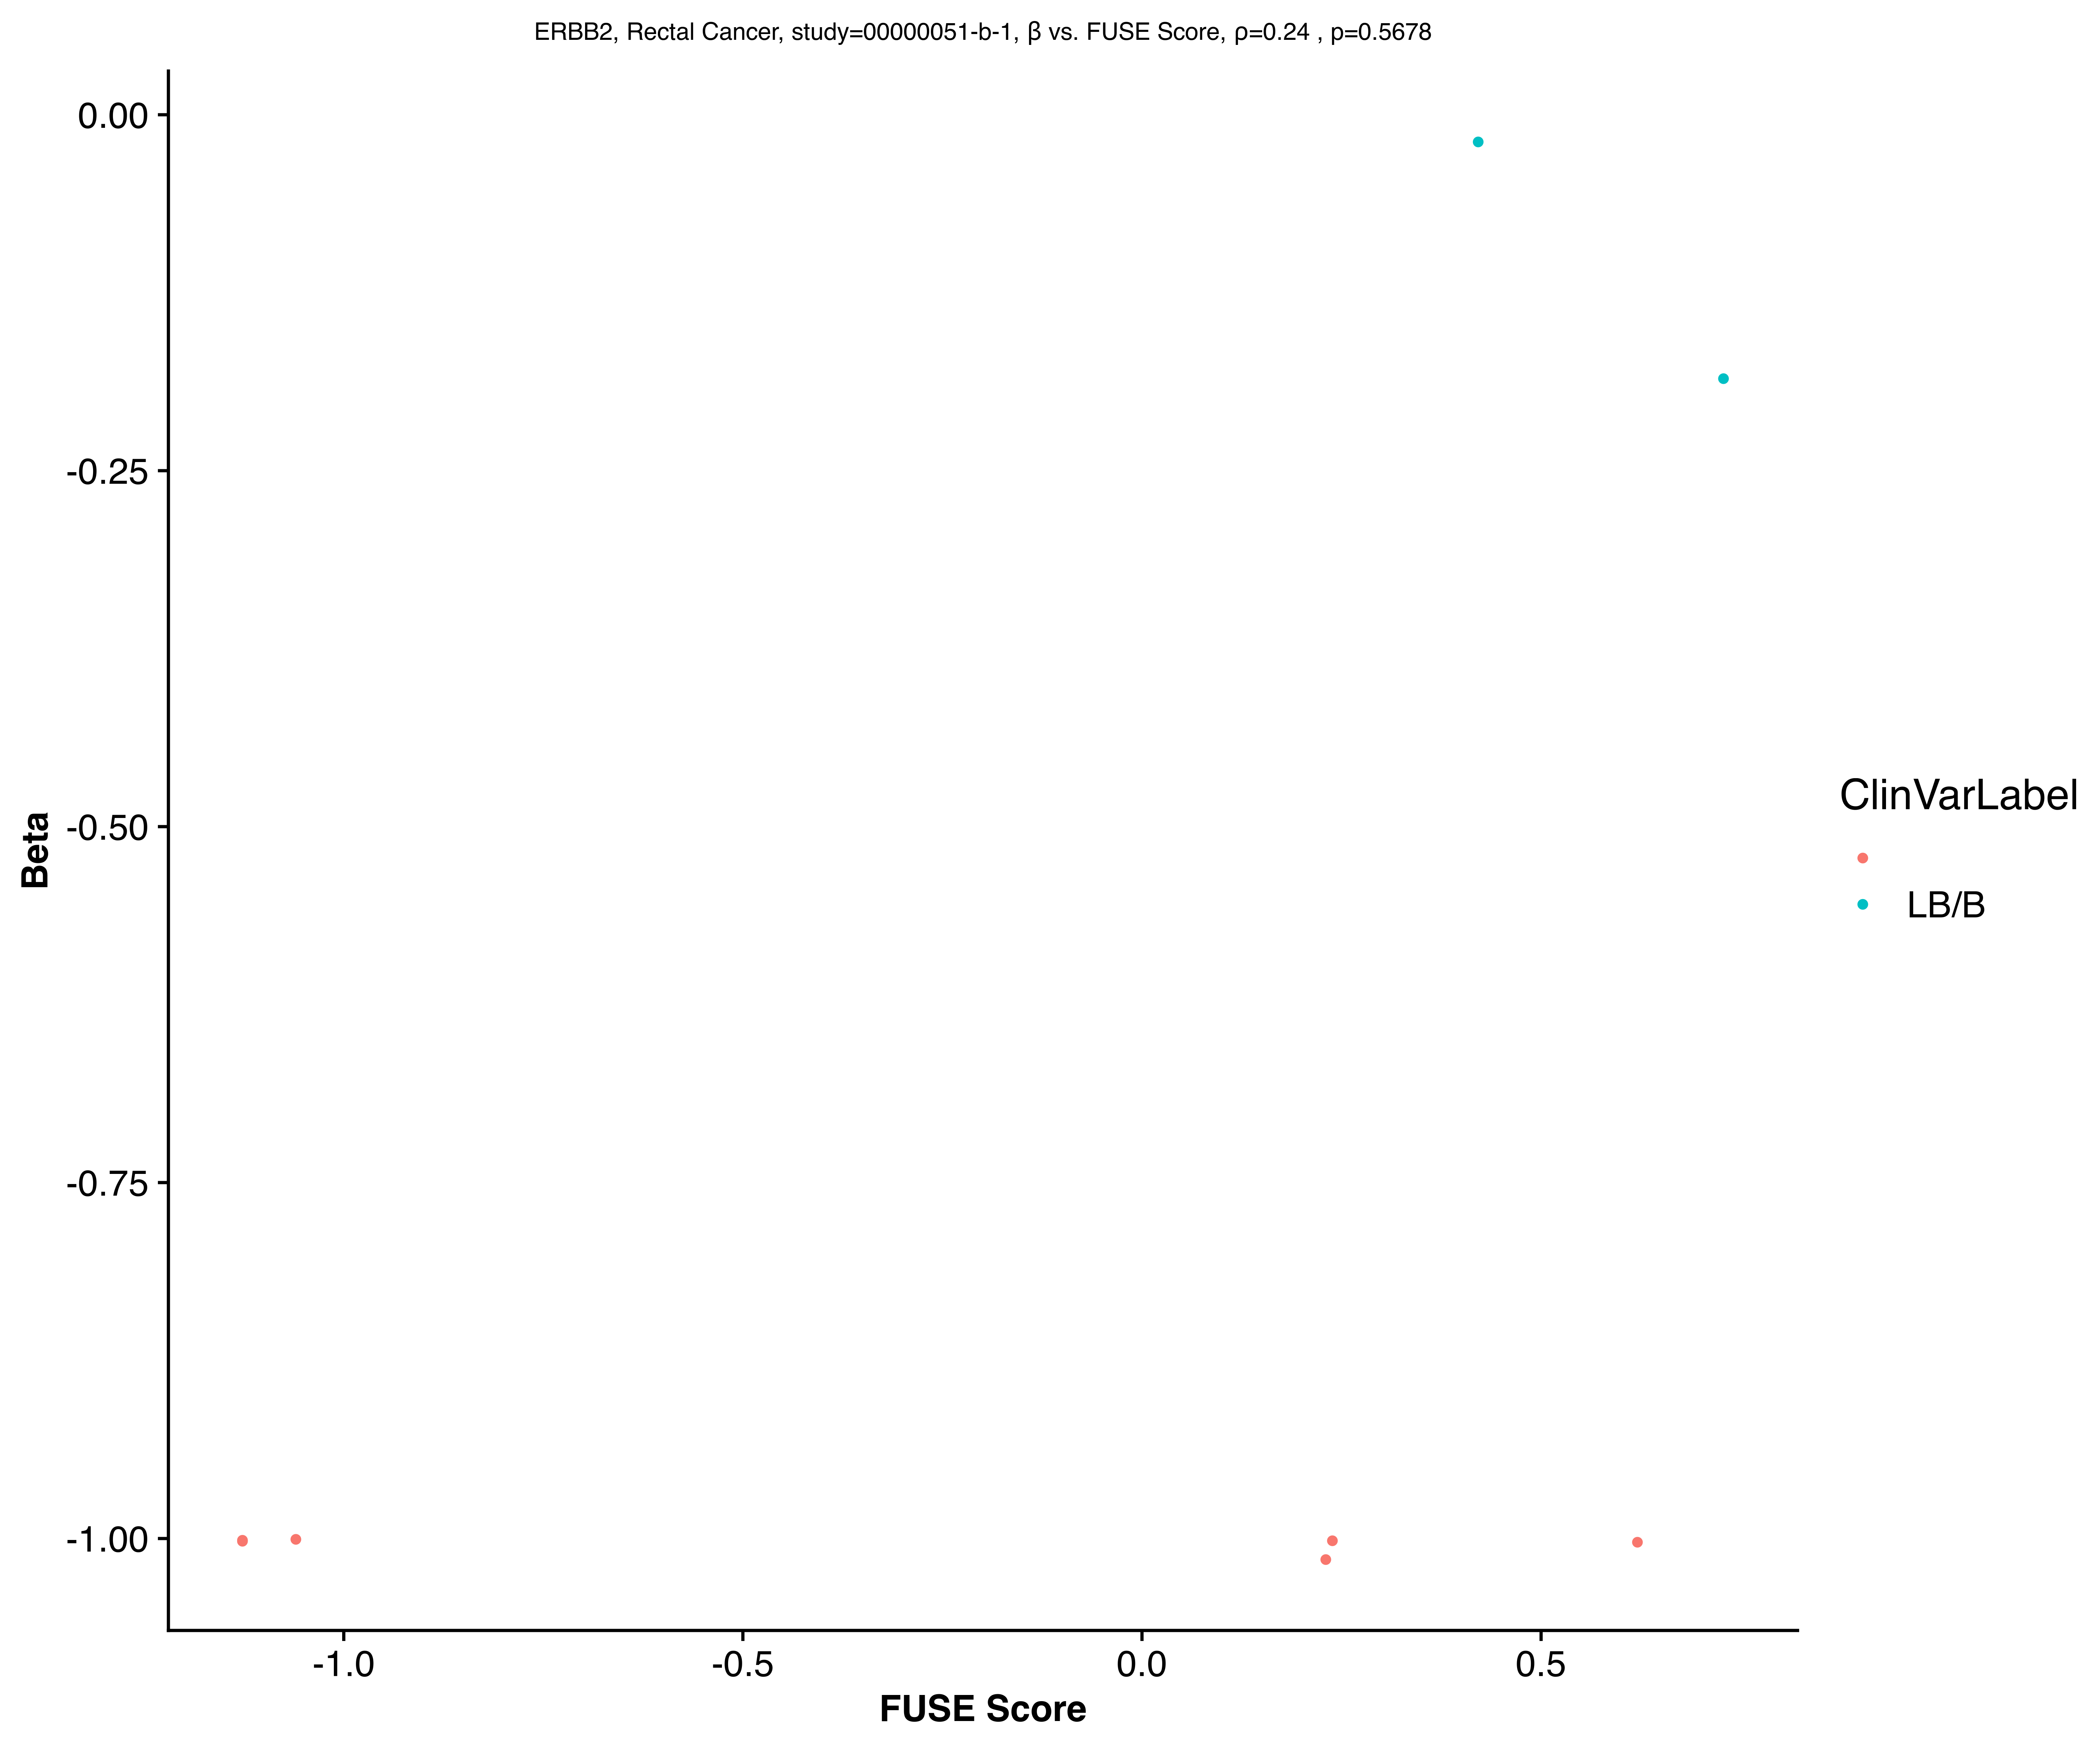 ERBB2, Rectal Cancer, study=00000051-b-1, β vs. FUSE Score, ρ=0.24 , p=0.5678
0.00
-0.25
-0.50
-0.75
-1.00
Beta
-1.0
-0.5
0.0
0.5
FUSE Score
ClinVarLabel
LB/B